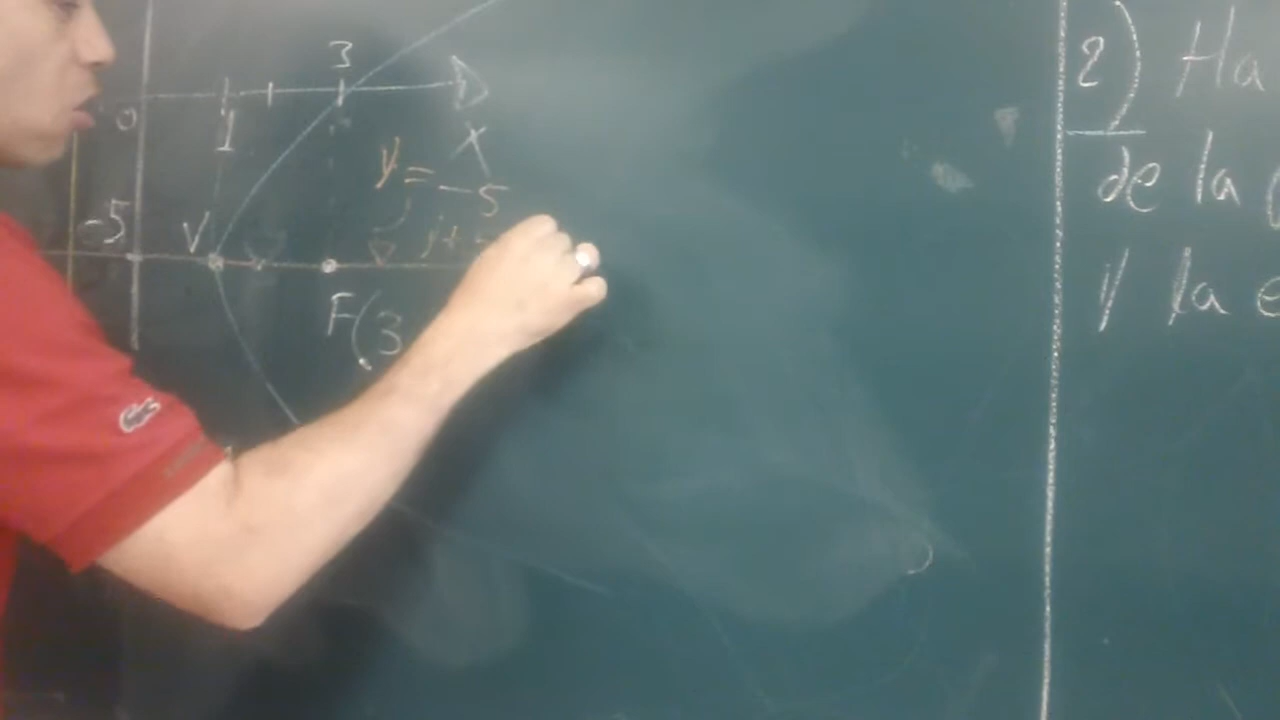 3
0
1
X
y = -5
-5
V
F(3
2) Ha
de la
y la e